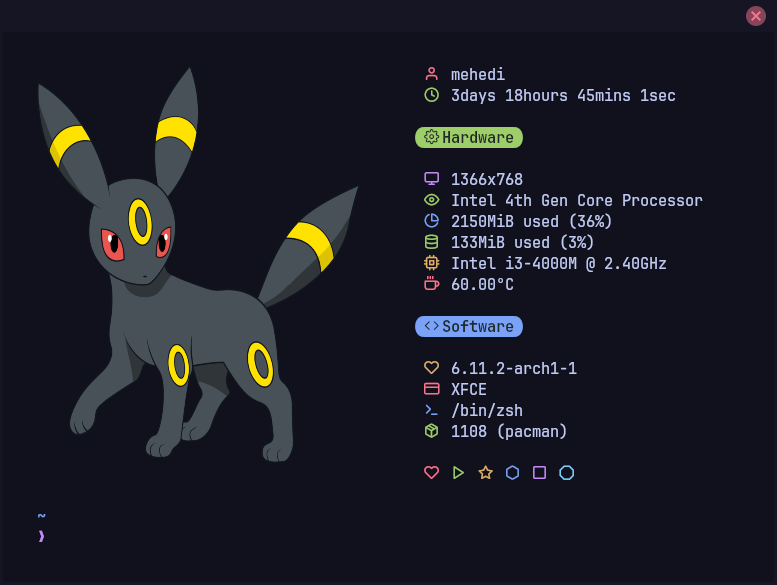 mehedi
3days 18hours 45mins 1sec
Hardware
1366x768
Intel 4th Gen Core Processor
2150MiB used (36%)
133MiB used (3%)
Intel i3-4000M @ 2.40GHz
60.00°C
Software
6.11.2-arch1-1
XFCE
/bin/zsh
1108 (pacman)
~
❯